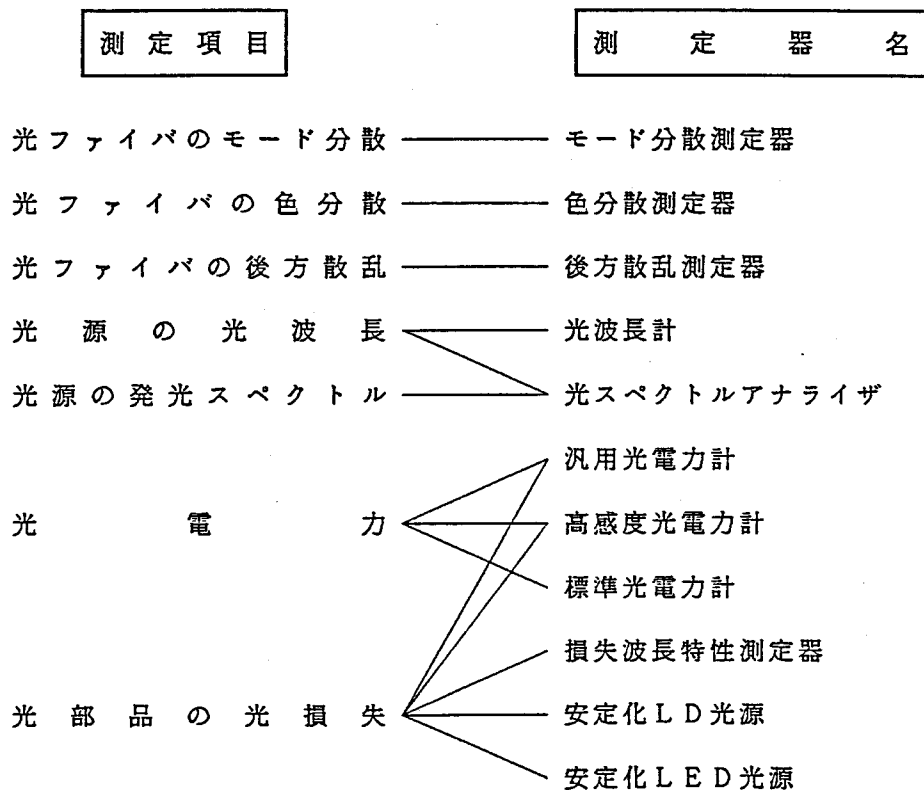 測定項目 測定器名
光ファイバのモード分散 モード分散測定器
光ファイバの色分散 色分散測定器
光ファイバの後方散乱 後方散乱測定器
光源の光波長 光波長計
光源の発光スペクトル 光スペクトルアナライザ
汎用光電力計
光電力 高感度光電力計
標準光電力計
損失波長特性測定器
光部品の光損失 安定化LD光源
安定化LED光源